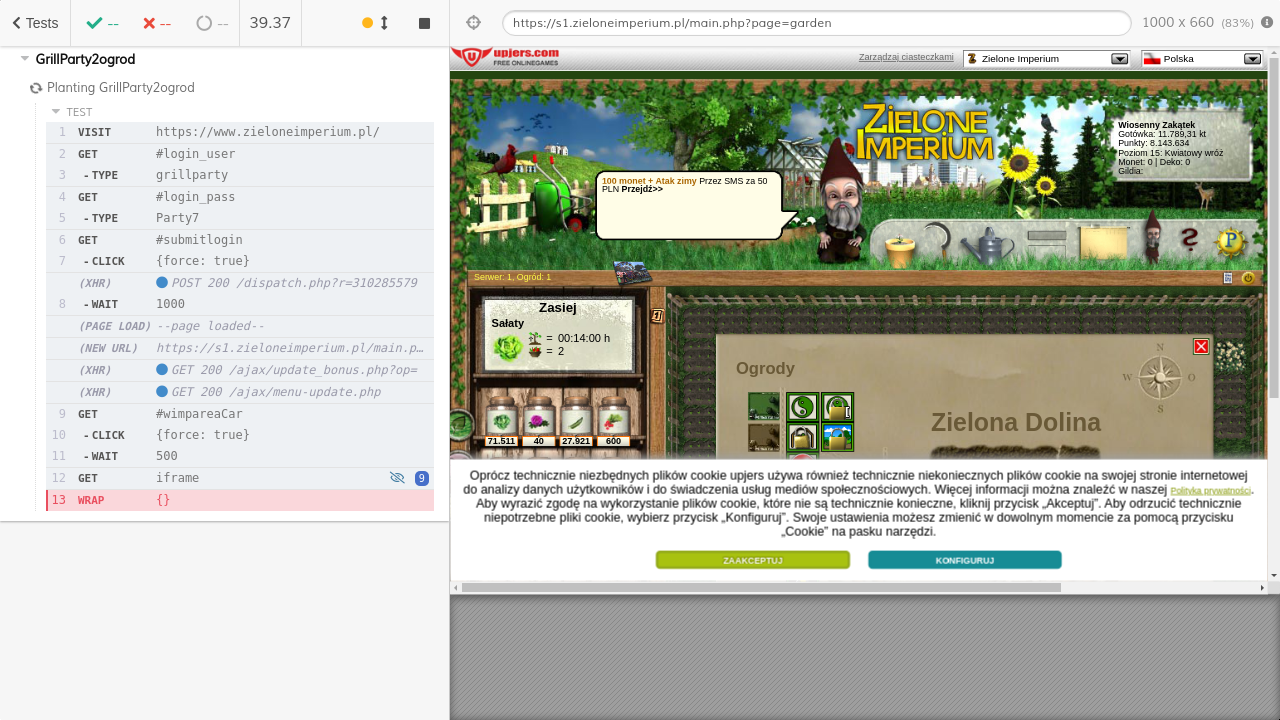 Tests
--
--
--
39.37
https://s1.zieloneimperium.pl/main.php?page=garden
1000 x 660 (83%)
GrillParty2ogrod
Planting GrillParty2ogrod
TEST
1 VISIT https://www.zieloneimperium.pl/
2 GET #login_user
3 -TYPE grillparty
4 GET #login_pass
5 -TYPE Party7
6 GET #submitlogin
7 -CLICK {force: true}
(XHR) POST 200 /dispatch.php?r=310285579
8 -WAIT 1000
(PAGE LOAD) --page loaded--
(NEW URL) https://s1.zieloneimperium.pl/main.p…
(XHR) GET 200 /ajax/update_bonus.php?op=
(XHR) GET 200 /ajax/menu-update.php
9 GET #wimpareaCar
10 -CLICK {force: true}
11 -WAIT 500
12 GET iframe 9
13 WRAP {}
upjers.com
FREE ONLINEGAMES
Zarządzaj ciasteczkami
Zielone Imperium
Polska
ZIELONE
IMPERIUM
Wiosenny Zakątek
Gotówka: 11.789,31 kt
Punkty: 8.143.634
Poziom 15: Kwiatowy wróż
Monet: 0 | Deko: 0
Gildia:
100 monet + Atak zimy Przez SMS za 50
PLN Przejdź>>
P
Serwer: 1, Ogród: 1
Zasiej
Sałaty
= 00:14:00 h
= 2
71.511
40
27.921
600
Ogrody
N
W
O
S
Zielona Dolina
Oprócz technicznie niezbędnych plików cookie upjers używa również technicznie niekoniecznych plików cookie na swojej stronie internetowej
do analizy danych użytkowników i do świadczenia usług mediów społecznościowych. Więcej informacji można znaleźć w naszej Polityka prywatności.
Aby wyrazić zgodę na wykorzystanie plików cookie, które nie są technicznie konieczne, kliknij przycisk „Akceptuj”. Aby odrzucić technicznie
niepotrzebne pliki cookie, wybierz przycisk „Konfiguruj”. Swoje ustawienia możesz zmienić w dowolnym momencie za pomocą przycisku
„Cookie” na pasku narzędzi.
ZAAKCEPTUJ
KONFIGURUJ